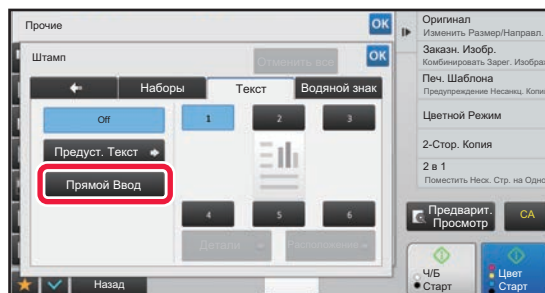 Прочие
OK
Штамп
Отменить все
OK
Наборы
Текст
Водяной знак
Off
Предуст. Текст
Прямой Ввод
1
2
3
4
5
6
Детали
Расположение
Назад
Оригинал
Изменить Размер/Направл.
Заказн. Изобр.
Комбинировать Зарег. Изображ
Печ. Шаблона
Предупреждение Несанкц. Копи
Цветной Режим
2-Стор. Копия
2 в 1
Поместить Неск. Стр. на Одно
Предварит.
Просмотр
CA
Ч/Б
Старт
Цвет
Старт